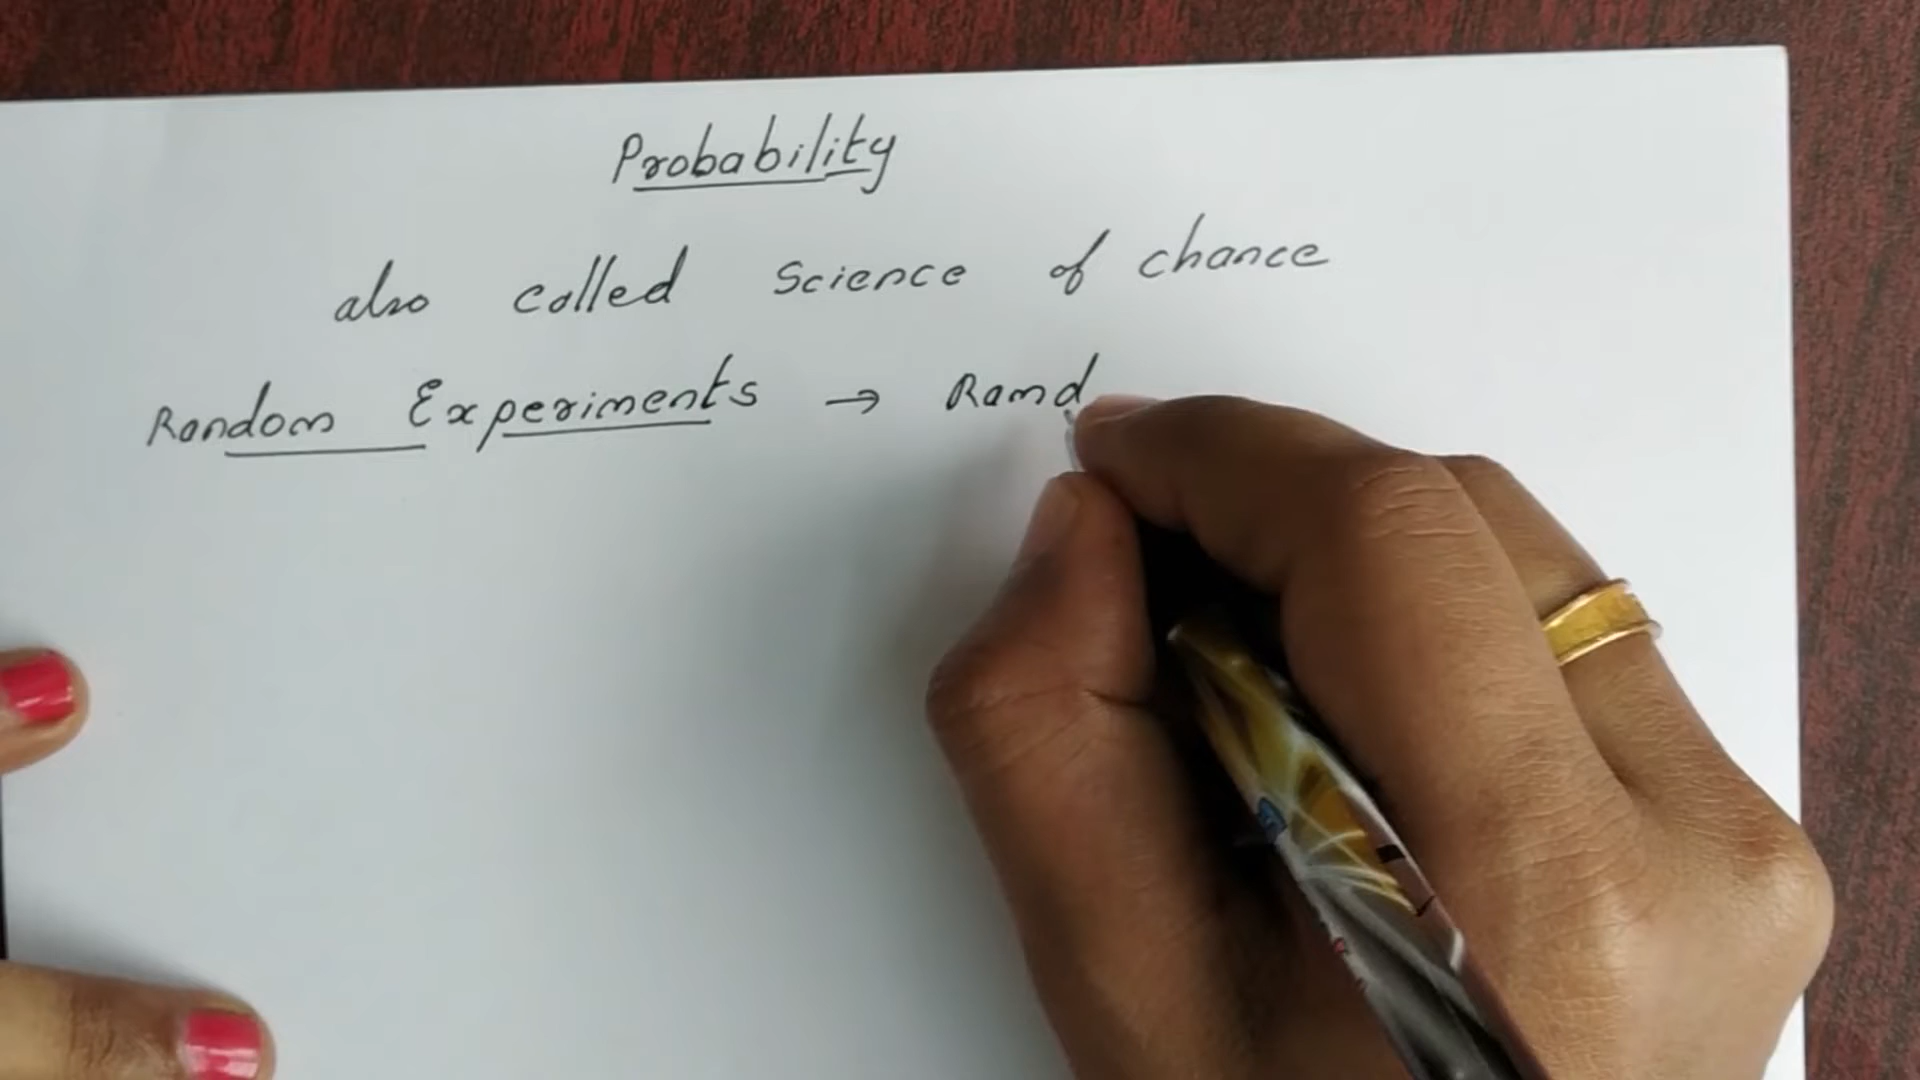 Probability
also called Science of chance
Random Experiments → Rand